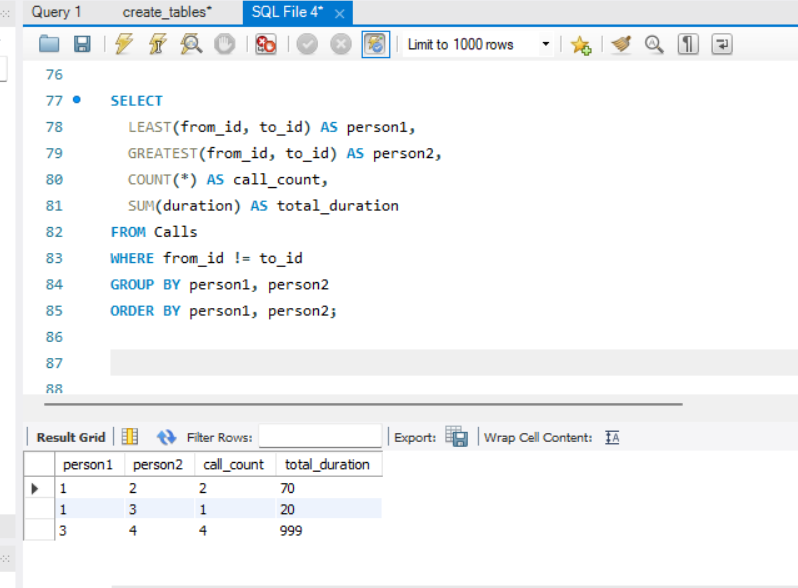 Query 1 create_tables* SQL File 4*
Limit to 1000 rows
76
77 SELECT
78 LEAST(from_id, to_id) AS person1,
79 GREATEST(from_id, to_id) AS person2,
80 COUNT(*) AS call_count,
81 SUM(duration) AS total_duration
82 FROM Calls
83 WHERE from_id != to_id
84 GROUP BY person1, person2
85 ORDER BY person1, person2;
86
87
88
Result Grid Filter Rows: Export: Wrap Cell Content:
person1 person2 call_count total_duration
1 2 2 70
1 3 1 20
3 4 4 999